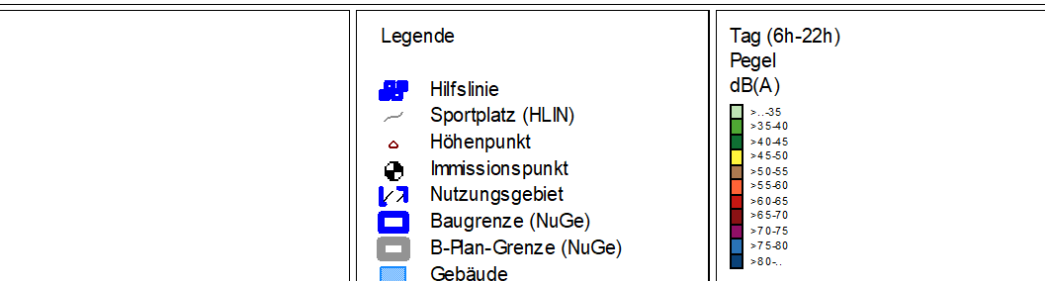 Legende
Hilfslinie
Sportplatz (HLIN)
Höhenpunkt
Immissionspunkt
Nutzungsgebiet
Baugrenze (NuGe)
B-Plan-Grenze (NuGe)
Gebäude
Tag (6h-22h)
Pegel
dB(A)
>..-35
>35-40
>40-45
>45-50
>50-55
>55-60
>60-65
>65-70
>70-75
>75-80
>80-..